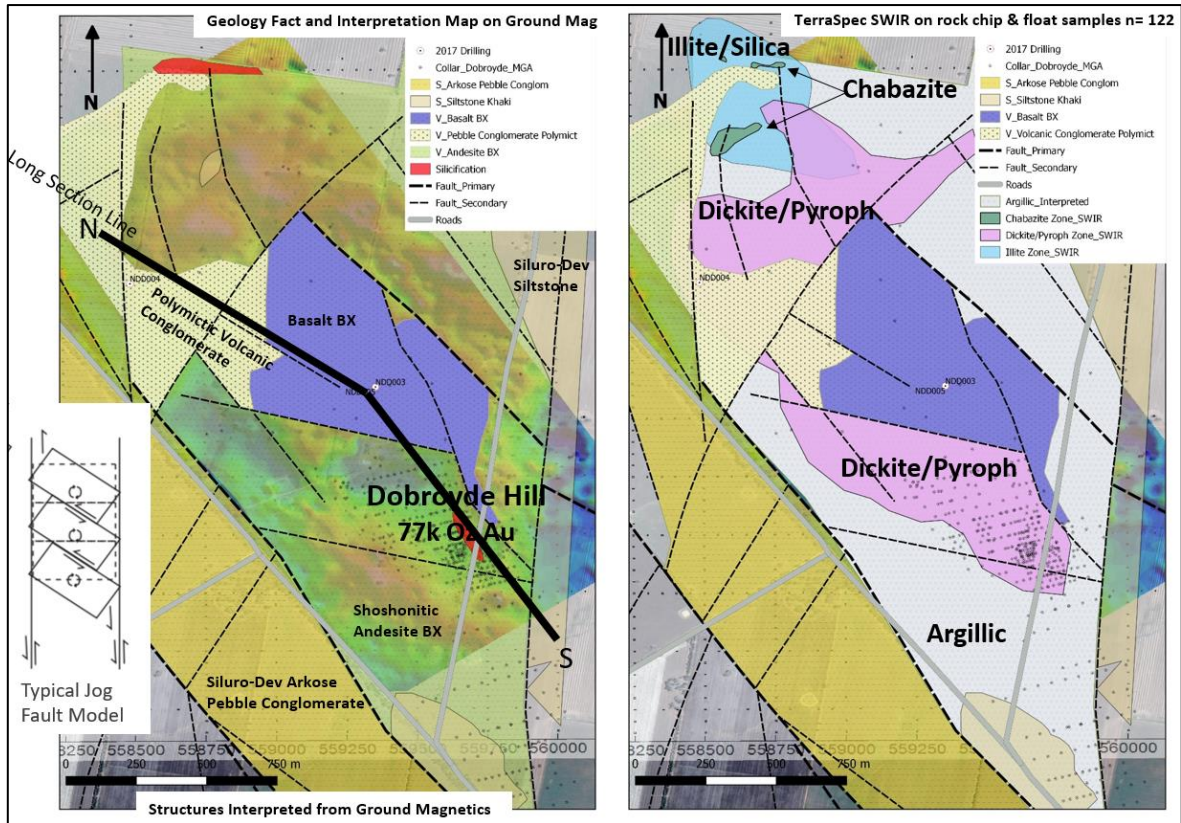 Geology Fact and Interpretation Map on Ground Mag
N
2017 Drilling
Collar_Dobroyde_MGA
S_Arkose Pebble Conglom
S_Siltstone Khaki
V_Basalt BX
V_Pebble Conglomerate Polymict
V_Andesite BX
Silicification
Fault_Primary
Fault_Secondary
Roads
Long Section Line
N
NDD004
Siluro-Dev
Siltstone
Polymictic Volcanic
Conglomerate
Basalt BX
NDD003
Dobroyde Hill
77k Oz Au
Shoshonitic
Andesite BX
S
Siluro-Dev Arkose
Pebble Conglomerate
Typical Jog
Fault Model
558500
559000
559250
560000
0
250
500
750 m
Structures Interpreted from Ground Magnetics
TerraSpec SWIR on rock chip & float samples n= 122
N
Illite/Silica
Chabazite
2017 Drilling
Collar_Dobroyde_MGA
S_Arkose Pebble Conglom
S_Siltstone Khaki
V_Basalt BX
V_Volcanic Conglomerate Polymict
Fault_Primary
Fault_Secondary
Roads
Argillic_Interpreted
Chabazite Zone_SWIR
Dickite/Pyroph Zone_SWIR
Illite Zone_SWIR
Dickite/Pyroph
NDD004
NDD003
NDD005
Dickite/Pyroph
Argillic
558500
558750
559000
559250
560000
0
250
500
750 m